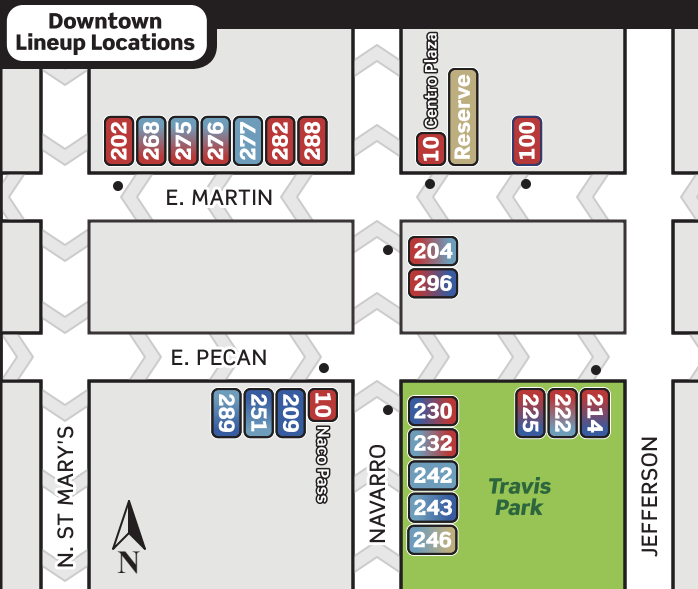 Downtown
Lineup Locations
202
268
275
276
277
282
288
10 Centro Plaza
Reserve
100
E. MARTIN
204
296
E. PECAN
289
251
209
10 Naco Pass
230
232
242
243
246
225
222
214
Travis
Park
N. ST MARY'S
NAVARRO
JEFFERSON
N